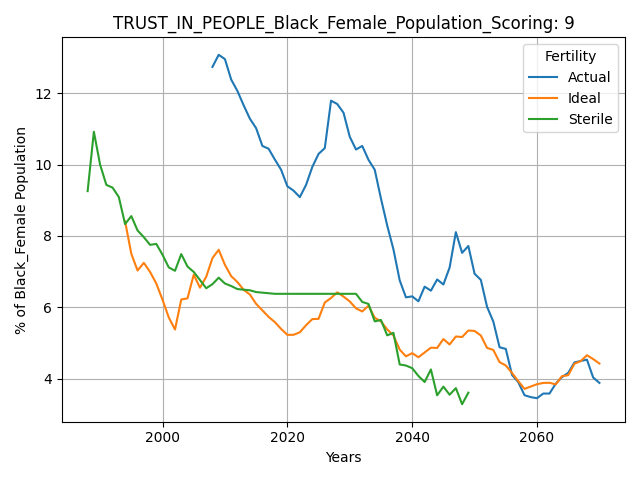 TRUST_IN_PEOPLE_Black_Female_Population_Scoring: 9
Fertility
Actual
Ideal
Sterile
% of Black_Female Population
12
10
8
6
4
2000
2020
2040
2060
Years